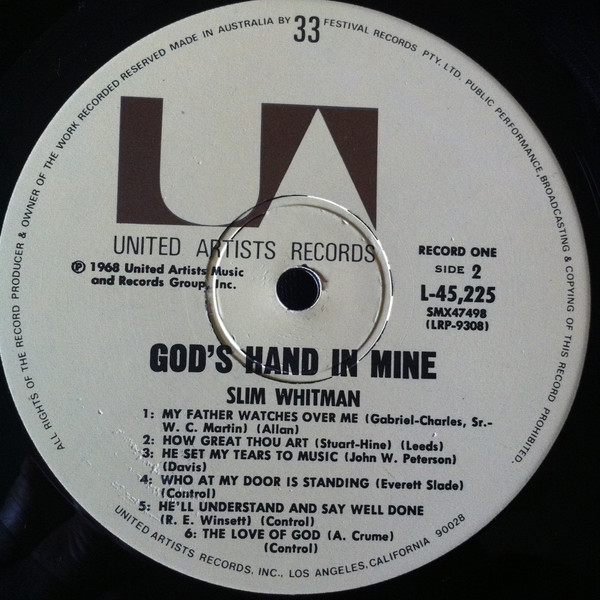 ALL RIGHTS OF THE RECORD PRODUCER & OWNER OF THE WORK RECORDED RESERVED MADE IN AUSTRALIA BY FESTIVAL RECORDS PTY. LTD. PUBLIC PERFORMANCE, BROADCASTING & COPYING OF THIS RECORD PROHIBITED.
33
UA
UNITED ARTISTS RECORDS
℗ 1968 United Artists Music
and Records Group, Inc.
RECORD ONE
SIDE 2
L-45,225
SMX47498
(LRP-9308)
GOD'S HAND IN MINE
SLIM WHITMAN
1: MY FATHER WATCHES OVER ME (Gabriel-Charles, Sr.-
W. C. Martin) (Allan)
2: HOW GREAT THOU ART (Stuart-Hine) (Leeds)
3: HE SET MY TEARS TO MUSIC (John W. Peterson)
(Davis)
4: WHO AT MY DOOR IS STANDING (Everett Slade)
(Control)
5: HE'LL UNDERSTAND AND SAY WELL DONE
(R. E. Winsett) (Control)
6: THE LOVE OF GOD (A. Crume)
(Control)
UNITED ARTISTS RECORDS, INC., LOS ANGELES, CALIFORNIA 90028